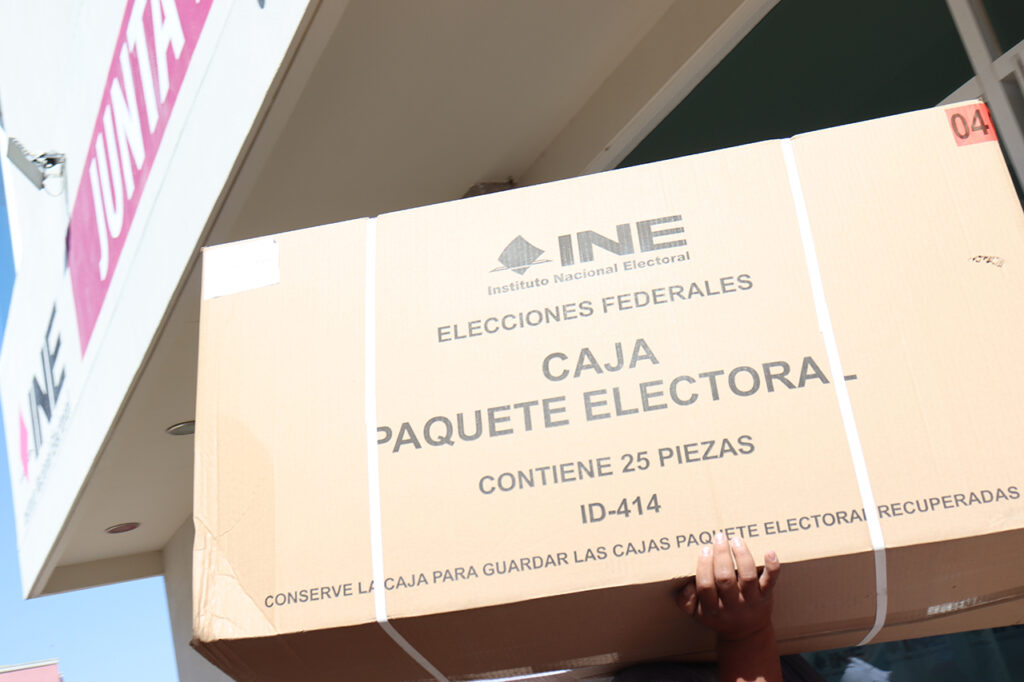 JUNTA
INE
04
INE
Instituto Nacional Electoral
ELECCIONES FEDERALES
CAJA
PAQUETE ELECTORAL
CONTIENE 25 PIEZAS
ID-414
CONSERVE LA CAJA PARA GUARDAR LAS CAJAS PAQUETE ELECTORAL RECUPERADAS